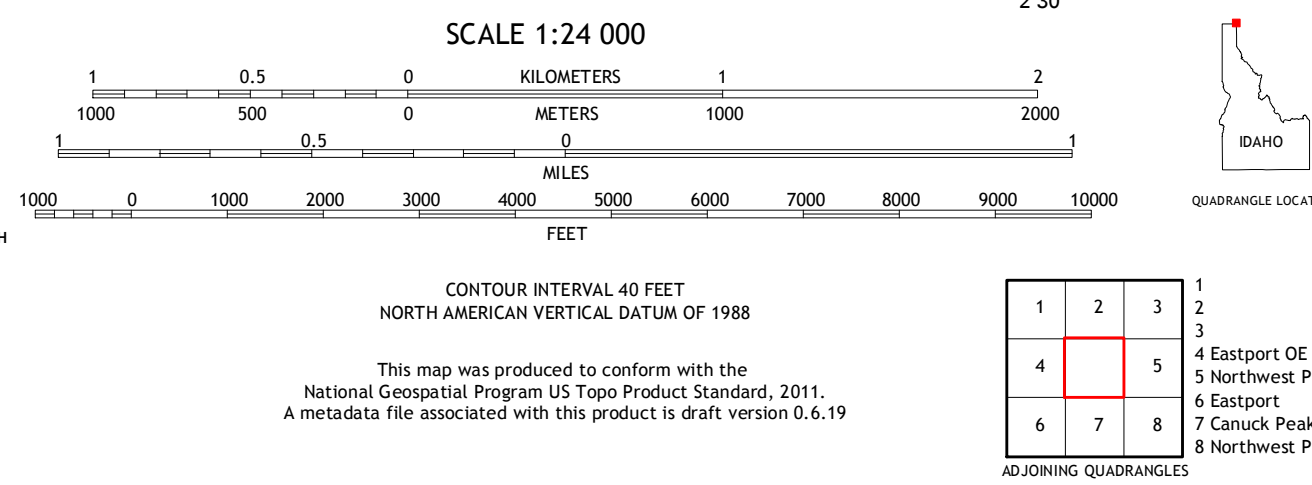 2 30
SCALE 1:24 000
1 0.5 0 KILOMETERS 1 2
1000 500 0 METERS 1000 2000
1 0.5 0 1
MILES
1000 0 1000 2000 3000 4000 5000 6000 7000 8000 9000 10000
FEET
IDAHO
QUADRANGLE LOCAT
CONTOUR INTERVAL 40 FEET
NORTH AMERICAN VERTICAL DATUM OF 1988
This map was produced to conform with the
National Geospatial Program US Topo Product Standard, 2011.
A metadata file associated with this product is draft version 0.6.19
1 2 3
4 5
6 7 8
ADJOINING QUADRANGLES
1
2
3
4 Eastport OE
5 Northwest P
6 Eastport
7 Canuck Peak
8 Northwest P